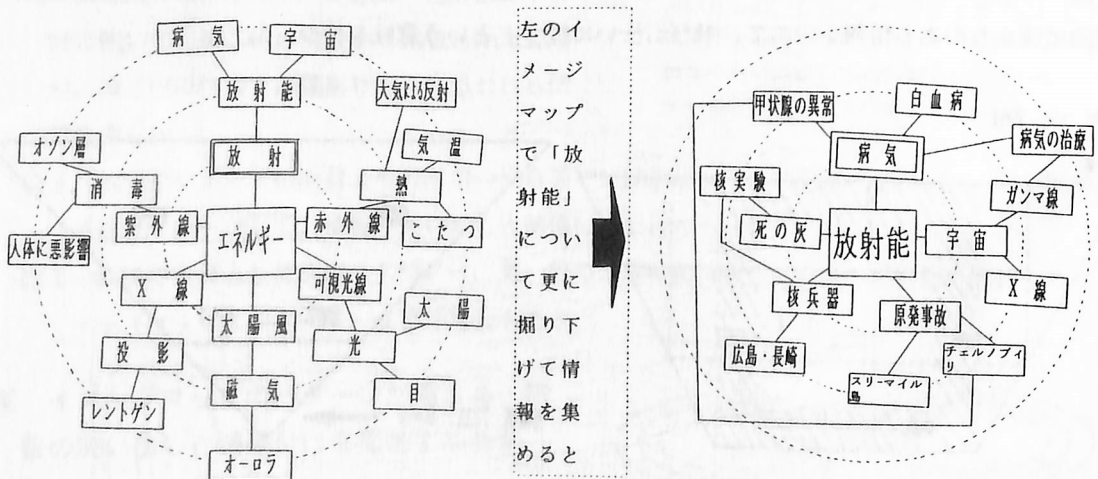 病気
宇宙
放射能
大気による反射
放射
気温
オゾン層
熱
消毒
紫外線
エネルギー
赤外線
こたつ
人体に悪影響
X線
可視光線
太陽風
太陽
投影
光
磁気
目
レントゲン
オーロラ
左のイ
メージ
マップ
で「放
射能」
につい
て更に
掘り下
げて情
報を集
めると
甲状腺の異常
白血病
病気
病気の治療
核実験
ガンマ線
死の灰
放射能
宇宙
X線
核兵器
原発事故
広島・長崎
チェルノブイ
リ
スリーマイル
島